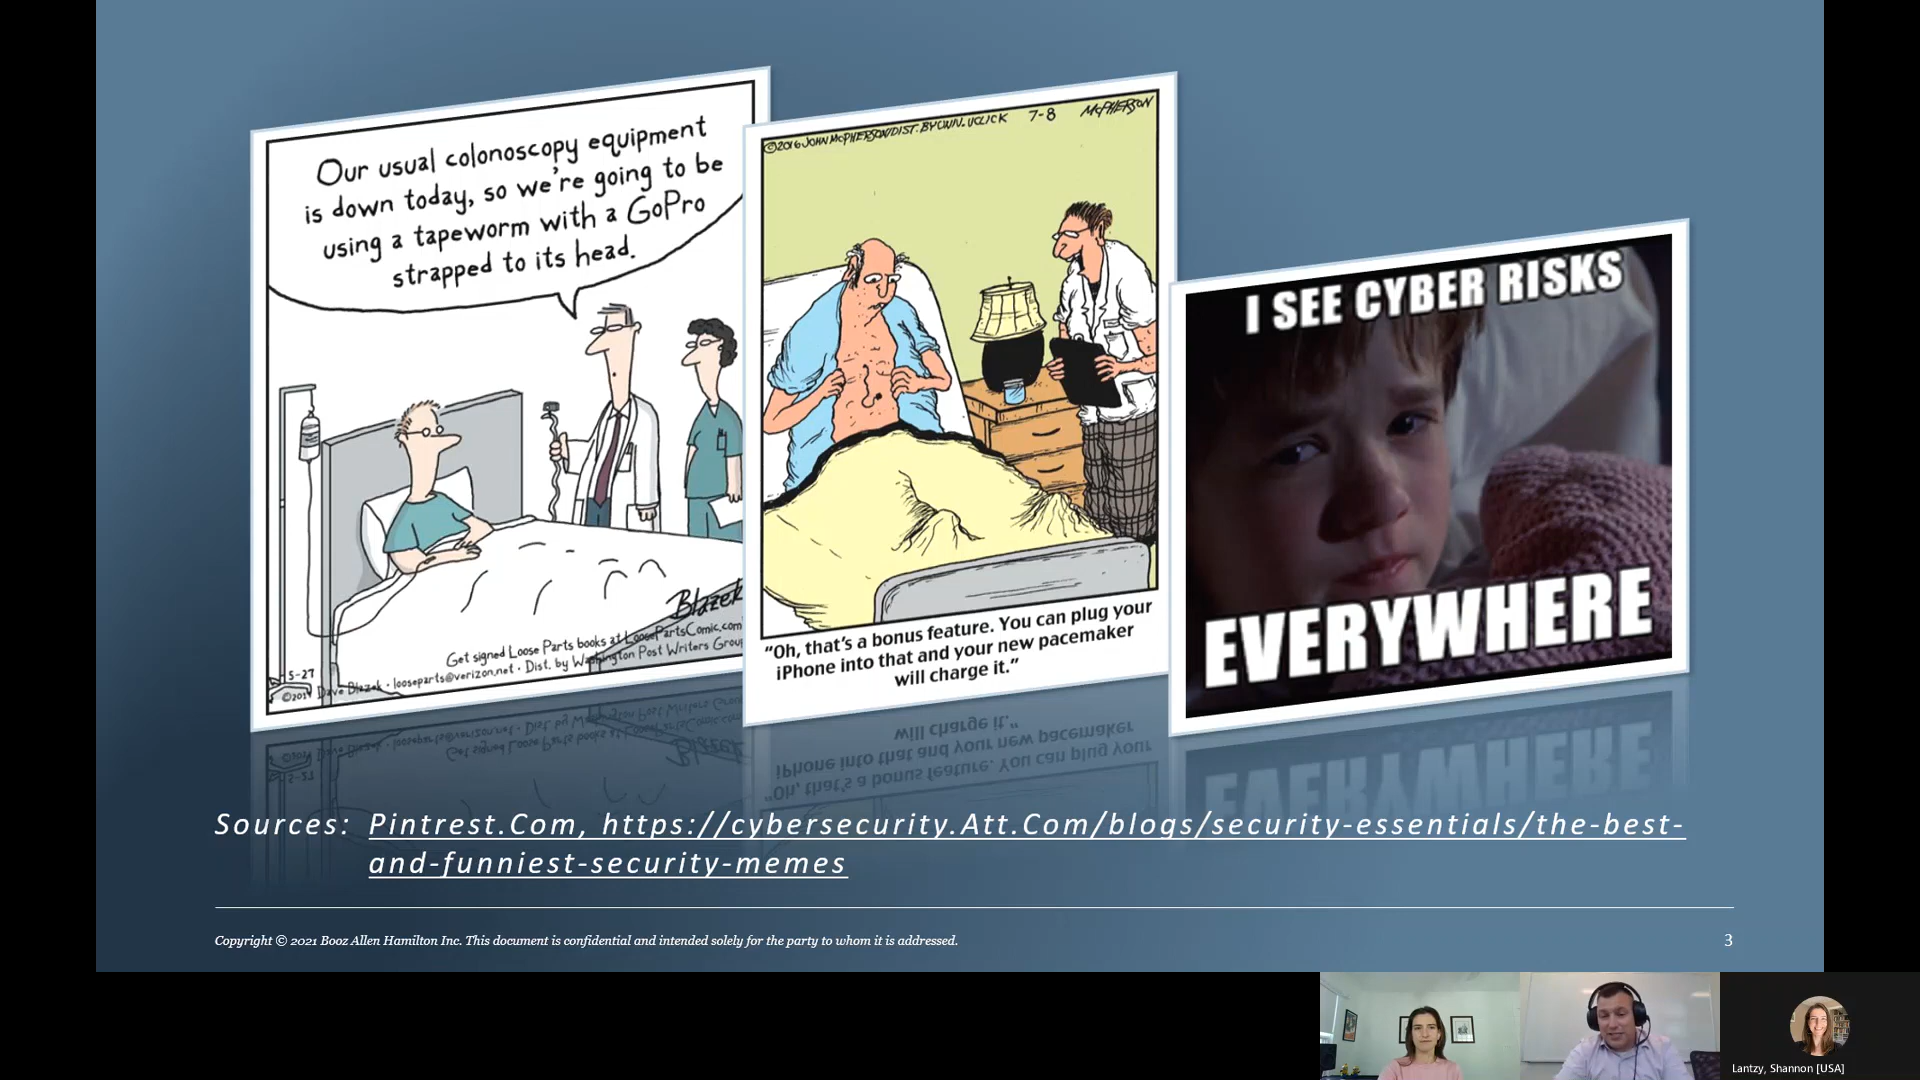 Our usual colonoscopy equipment
is down today, so we're going to be
using a tapeworm with a GoPro
strapped to its head.
Blazek
Get signed Loose Parts books at LoosePartsComic.com
Dave Blazek · looseparts@verizon.net · Dist. by Washington Post Writers Group
5-27
©2016 JOHN McPHERSON/DIST. BY UNIV. UCLICK 7-8 McPHERSON
"Oh, that's a bonus feature. You can plug your
iPhone into that and your new pacemaker
will charge it."
I SEE CYBER RISKS
EVERYWHERE
Sources: Pintrest.Com, https://cybersecurity.Att.Com/blogs/security-essentials/the-best-
and-funniest-security-memes
Copyright © 2021 Booz Allen Hamilton Inc. This document is confidential and intended solely for the party to whom it is addressed.
3
Lantzy, Shannon [USA]